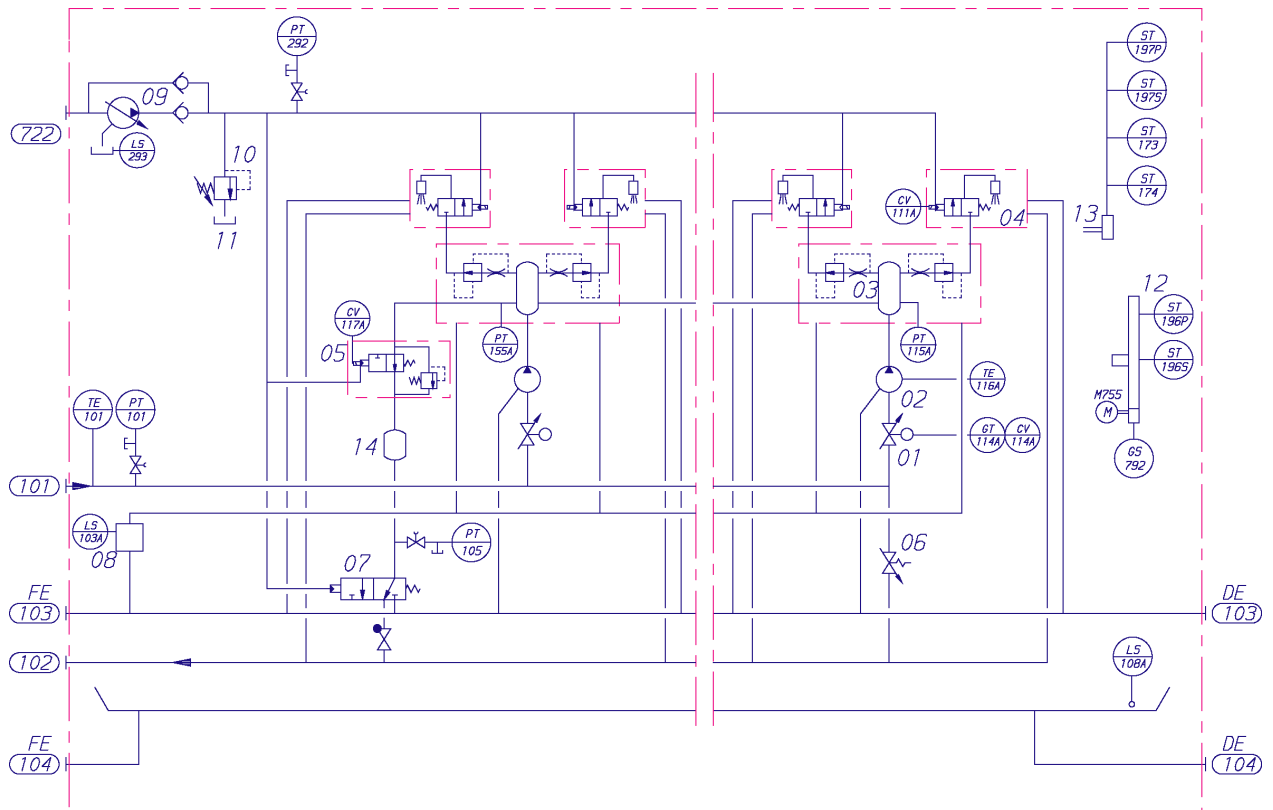 PT
292
ST
197P
09
722
LS
293
10
ST
197S
ST
173
11
CV
111A
04
13
ST
174
03
12
CV
117A
05
PT
155A
PT
115A
ST
196P
ST
196S
TE
101
PT
101
TE
116A
02
M755
M
14
GT
114A
CV
114A
01
GS
792
101
LS
103A
08
PT
105
06
07
FE
103
DE
103
102
LS
108A
FE
104
DE
104